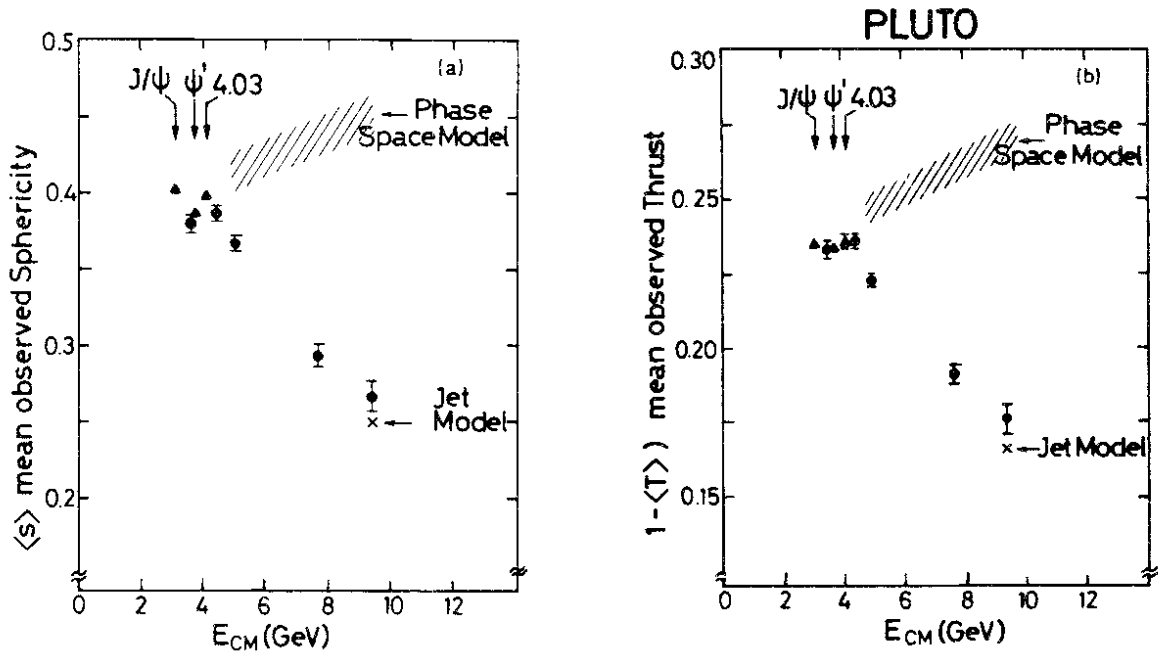 PLUTO
0.5
(a)
J/ψ ψ' 4.03
Phase
Space Model
0.4
0.3
Jet
Model
0.2
⟨s⟩ mean observed Sphericity
0 2 4 6 8 10 12
E_CM (GeV)
0.30
(b)
J/ψ ψ' 4.03
Phase
Space Model
0.25
0.20
Jet Model
0.15
1-⟨T⟩) mean observed Thrust
0 2 4 6 8 10 12
E_CM (GeV)